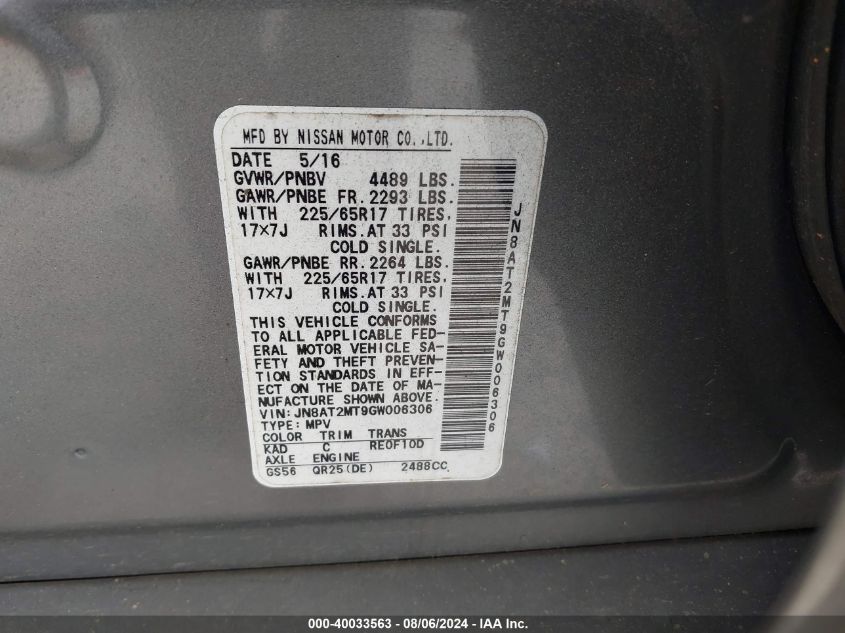 MFD BY NISSAN MOTOR CO.,LTD.
DATE 5/16
GVWR/PNBV 4489 LBS.
GAWR/PNBE FR. 2293 LBS.
WITH 225/65R17 TIRES,
17×7J RIMS.AT 33 PSI
COLD SINGLE.
GAWR/PNBE RR. 2264 LBS.
WITH 225/65R17 TIRES,
17×7J RIMS.AT 33 PSI
COLD SINGLE.
THIS VEHICLE CONFORMS
TO ALL APPLICABLE FED-
ERAL MOTOR VEHICLE SA-
FETY AND THEFT PREVEN-
TION STANDARDS IN EFF-
ECT ON THE DATE OF MA-
NUFACTURE SHOWN ABOVE.
VIN:JN8AT2MT9GW006306
TYPE:MPV
COLOR TRIM TRANS
KAD C RE0F10D
AXLE ENGINE
GS56 QR25(DE) 2488CC
JN8AT2MT9GW006306
000-40033563 - 08/06/2024 - IAA Inc.